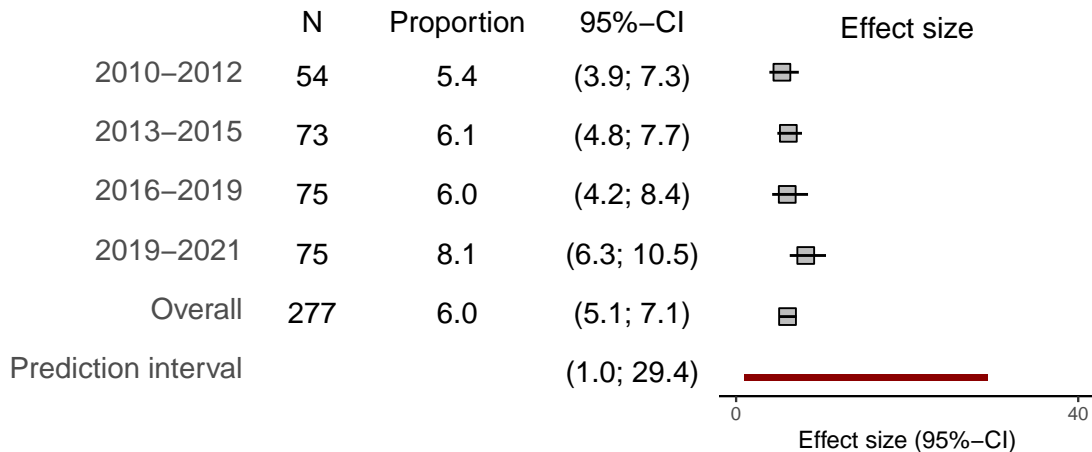 N Proportion 95%−CI Effect size
2010−2012 54 5.4 (3.9; 7.3)
2013−2015 73 6.1 (4.8; 7.7)
2016−2019 75 6.0 (4.2; 8.4)
2019−2021 75 8.1 (6.3; 10.5)
Overall 277 6.0 (5.1; 7.1)
Prediction interval (1.0; 29.4)
0 40
Effect size (95%−CI)